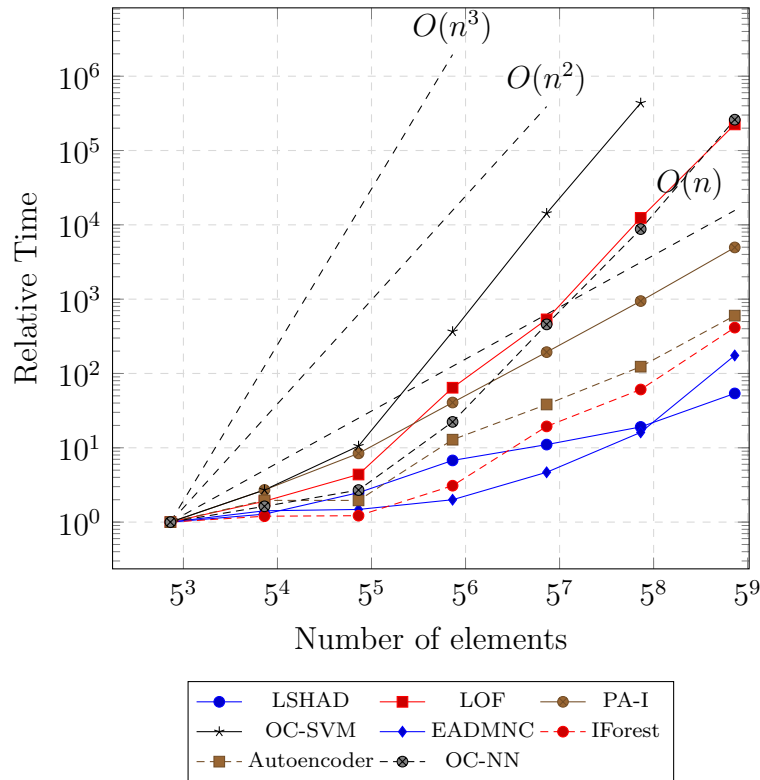 O(n³)
O(n²)
O(n)
10⁶
10⁵
10⁴
10³
10²
10¹
10⁰
Relative Time
5³ 5⁴ 5⁵ 5⁶ 5⁷ 5⁸ 5⁹
Number of elements
LSHAD LOF PA-I
OC-SVM EADMNC IForest
Autoencoder OC-NN